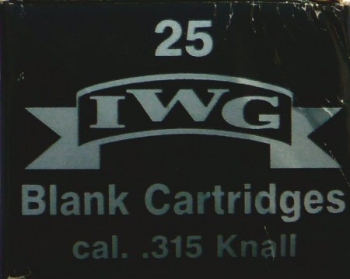 25
IWG
Blank Cartridges
cal. .315 Knall